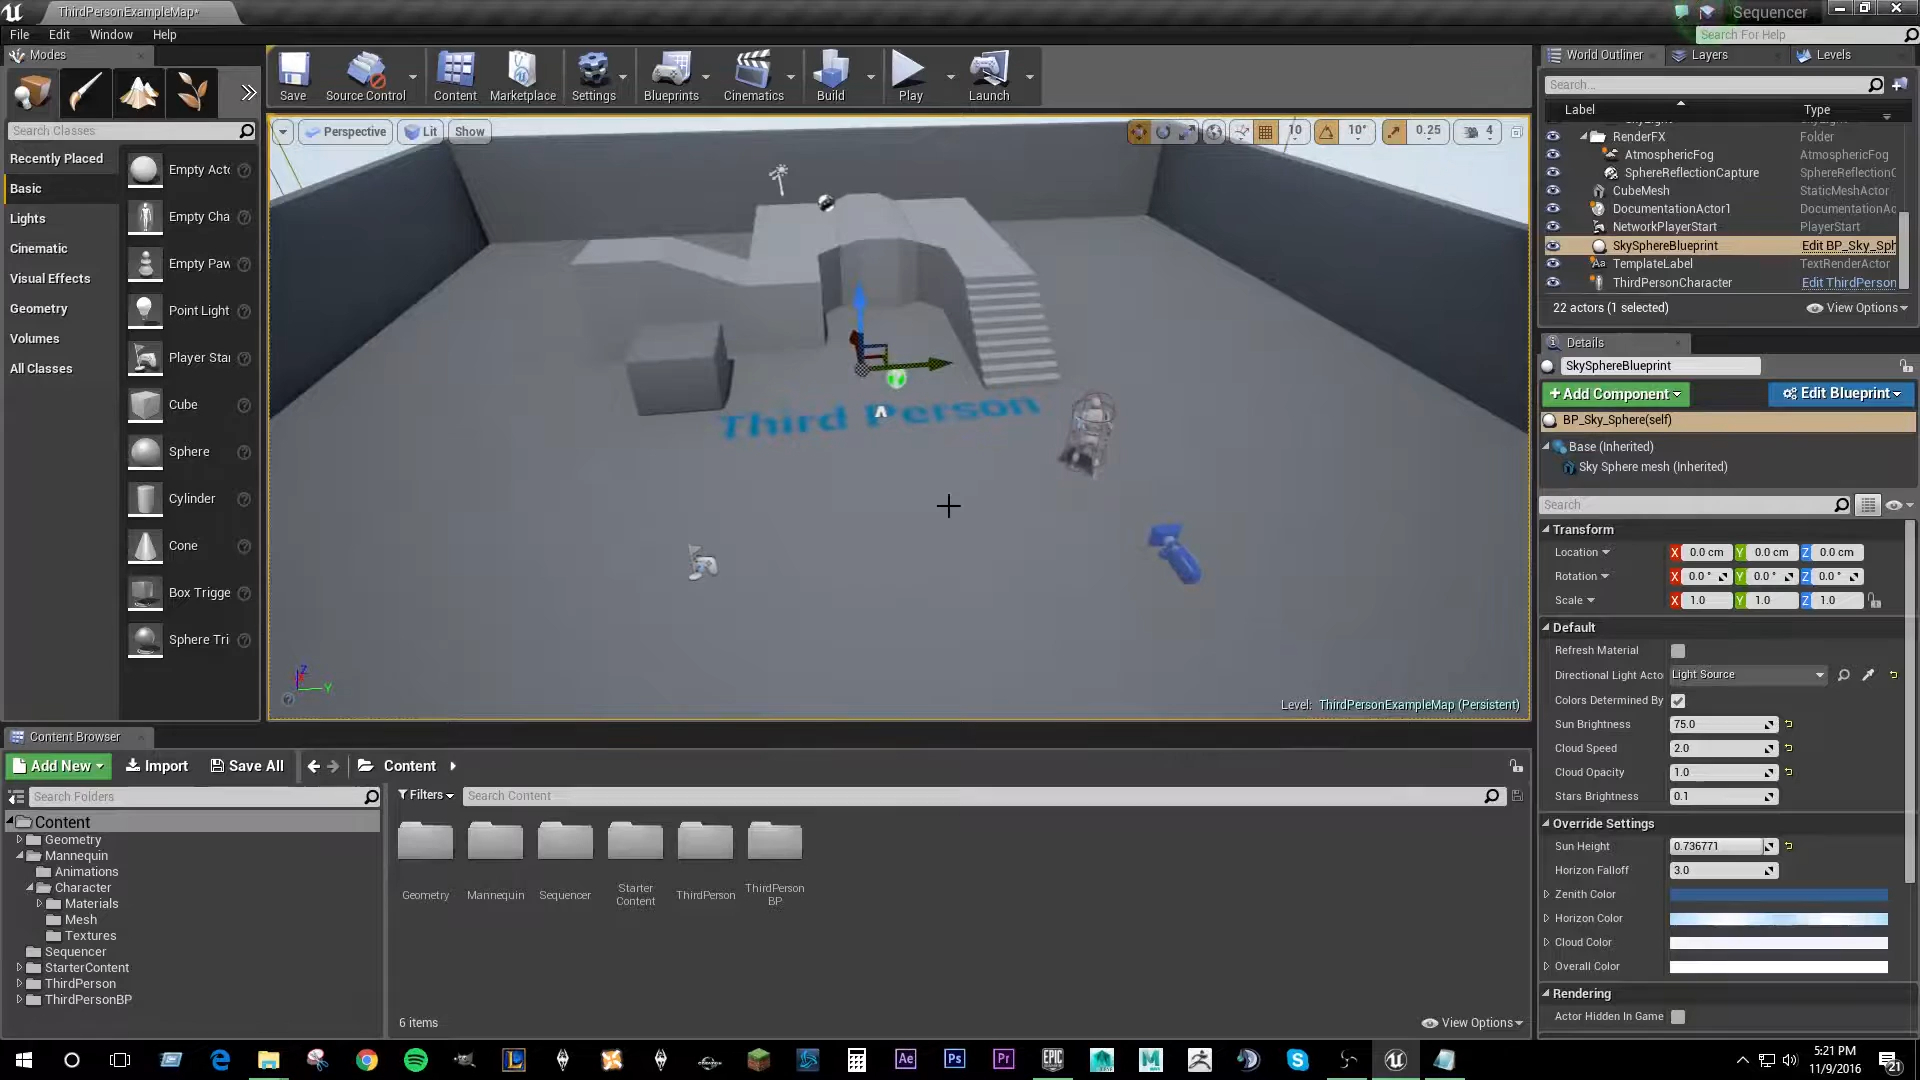 ThirdPersonExampleMap*
Sequencer
File Edit Window Help
Search For Help
Modes
Search Classes
Recently Placed
Basic
Lights
Cinematic
Visual Effects
Geometry
Volumes
All Classes
Empty Acto
Empty Cha
Empty Paw
Point Light
Player Star
Cube
Sphere
Cylinder
Cone
Box Trigge
Sphere Tri
Save
Source Control
Content
Marketplace
Settings
Blueprints
Cinematics
Build
Play
Launch
Perspective Lit Show
10 10° 0.25 4
Third Person
Level: ThirdPersonExampleMap (Persistent)
World Outliner Layers Levels
Search...
Label Type
RenderFX Folder
AtmosphericFog AtmosphericFog
SphereReflectionCapture SphereReflectionC
CubeMesh StaticMeshActor
DocumentationActor1 DocumentationAc
NetworkPlayerStart PlayerStart
SkySphereBlueprint Edit BP_Sky_Sph
TemplateLabel TextRenderActor
ThirdPersonCharacter Edit ThirdPerson
22 actors (1 selected) View Options
Details
SkySphereBlueprint
+Add Component Edit Blueprint
BP_Sky_Sphere(self)
Base (Inherited)
Sky Sphere mesh (Inherited)
Search
Transform
Location X 0.0 cm Y 0.0 cm Z 0.0 cm
Rotation X 0.0 ° Y 0.0 ° Z 0.0 °
Scale X 1.0 Y 1.0 Z 1.0
Default
Refresh Material
Directional Light Acto Light Source
Colors Determined By
Sun Brightness 75.0
Cloud Speed 2.0
Cloud Opacity 1.0
Stars Brightness 0.1
Override Settings
Sun Height 0.736771
Horizon Falloff 3.0
Zenith Color
Horizon Color
Cloud Color
Overall Color
Rendering
Actor Hidden In Game
Content Browser
Add New Import Save All Content
Search Folders
Filters Search Content
Content
Geometry
Mannequin
Animations
Character
Materials
Mesh
Textures
Sequencer
StarterContent
ThirdPerson
ThirdPersonBP
Geometry
Mannequin
Sequencer
Starter
Content
ThirdPerson
ThirdPerson
BP
6 items View Options
Ae Ps Pr EPIC GAMES
5:21 PM
11/9/2016
21